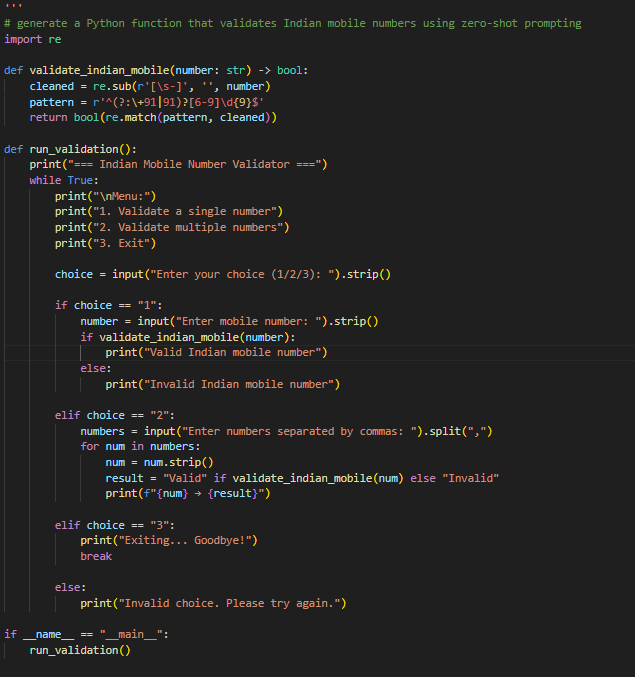 '''
# generate a Python function that validates Indian mobile numbers using zero-shot prompting
import re

def validate_indian_mobile(number: str) -> bool:
    cleaned = re.sub(r'[\s-]', '', number)
    pattern = r'^(?:\+91|91)?[6-9]\d{9}$'
    return bool(re.match(pattern, cleaned))

def run_validation():
    print("=== Indian Mobile Number Validator ===")
    while True:
        print("\nMenu:")
        print("1. Validate a single number")
        print("2. Validate multiple numbers")
        print("3. Exit")

        choice = input("Enter your choice (1/2/3): ").strip()

        if choice == "1":
            number = input("Enter mobile number: ").strip()
            if validate_indian_mobile(number):
                print("Valid Indian mobile number")
            else:
                print("Invalid Indian mobile number")

        elif choice == "2":
            numbers = input("Enter numbers separated by commas: ").split(",")
            for num in numbers:
                num = num.strip()
                result = "Valid" if validate_indian_mobile(num) else "Invalid"
                print(f"{num} → {result}")

        elif choice == "3":
            print("Exiting... Goodbye!")
            break

        else:
            print("Invalid choice. Please try again.")

if __name__ == "__main__":
    run_validation()